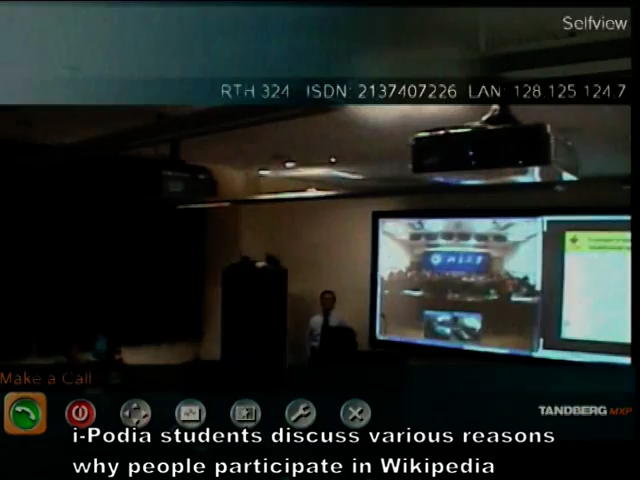 Selfview
RTH 324 ISDN: 2137407226 LAN: 128.125.124.7
Make a Call
TANDBERG MXP
i-Podia students discuss various reasons
why people participate in Wikipedia